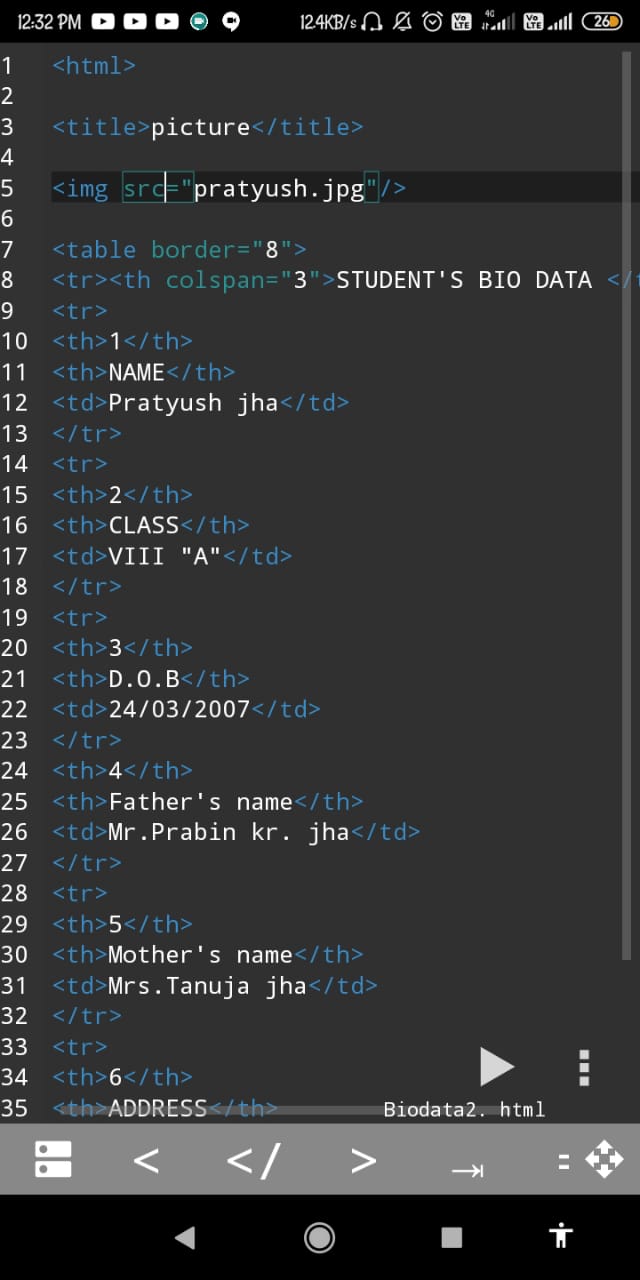 12:32 PM 12.4KB/s Vo LTE 4G Vo LTE 26
1 <html>
2
3 <title>picture</title>
4
5 <img src="pratyush.jpg"/>
6
7 <table border="8">
8 <tr><th colspan="3">STUDENT'S BIO DATA </t
9 <tr>
10 <th>1</th>
11 <th>NAME</th>
12 <td>Pratyush jha</td>
13 </tr>
14 <tr>
15 <th>2</th>
16 <th>CLASS</th>
17 <td>VIII "A"</td>
18 </tr>
19 <tr>
20 <th>3</th>
21 <th>D.O.B</th>
22 <td>24/03/2007</td>
23 </tr>
24 <th>4</th>
25 <th>Father's name</th>
26 <td>Mr.Prabin kr. jha</td>
27 </tr>
28 <tr>
29 <th>5</th>
30 <th>Mother's name</th>
31 <td>Mrs.Tanuja jha</td>
32 </tr>
33 <tr>
34 <th>6</th>
35 <th>ADDRESS</th>
Biodata2. html
< </ > =